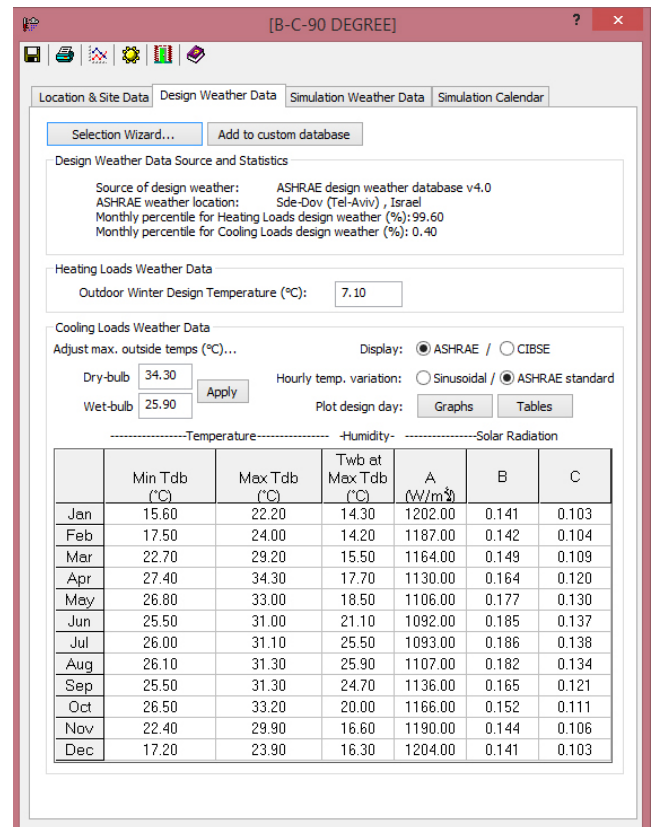 [B-C-90 DEGREE]
? ×
Location & Site Data Design Weather Data Simulation Weather Data Simulation Calendar
Selection Wizard... Add to custom database
Design Weather Data Source and Statistics
Source of design weather: ASHRAE design weather database v4.0
ASHRAE weather location: Sde-Dov (Tel-Aviv) , Israel
Monthly percentile for Heating Loads design weather (%): 99.60
Monthly percentile for Cooling Loads design weather (%): 0.40
Heating Loads Weather Data
Outdoor Winter Design Temperature (°C): 7.10
Cooling Loads Weather Data
Adjust max. outside temps (°C)... Display: ASHRAE / CIBSE
Dry-bulb 34.30 Apply Hourly temp. variation: Sinusoidal / ASHRAE standard
Wet-bulb 25.90 Plot design day: Graphs Tables
-----------------Temperature---------------- -Humidity- ----------------Solar Radiation
Min Tdb (°C) Max Tdb (°C) Twb at Max Tdb (°C) A (W/m²) B C
Jan 15.60 22.20 14.30 1202.00 0.141 0.103
Feb 17.50 24.00 14.20 1187.00 0.142 0.104
Mar 22.70 29.20 15.50 1164.00 0.149 0.109
Apr 27.40 34.30 17.70 1130.00 0.164 0.120
May 26.80 33.00 18.50 1106.00 0.177 0.130
Jun 25.50 31.00 21.10 1092.00 0.185 0.137
Jul 26.00 31.10 25.50 1093.00 0.186 0.138
Aug 26.10 31.30 25.90 1107.00 0.182 0.134
Sep 25.50 31.30 24.70 1136.00 0.165 0.121
Oct 26.50 33.20 20.00 1166.00 0.152 0.111
Nov 22.40 29.90 16.60 1190.00 0.144 0.106
Dec 17.20 23.90 16.30 1204.00 0.141 0.103